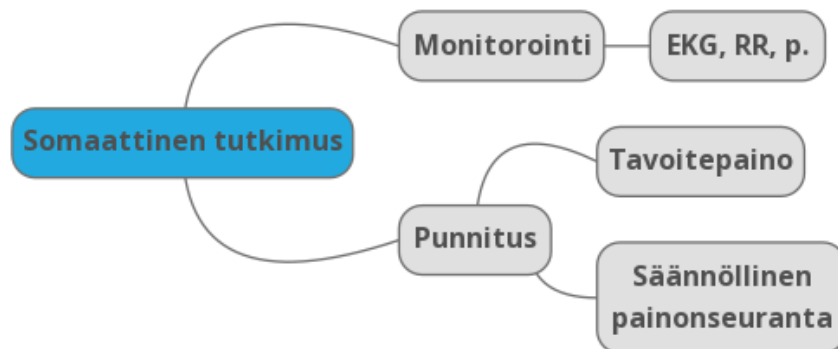 Somaattinen tutkimus
Monitorointi
EKG, RR, p.
Punnitus
Tavoitepaino
Säännöllinen
painonseuranta